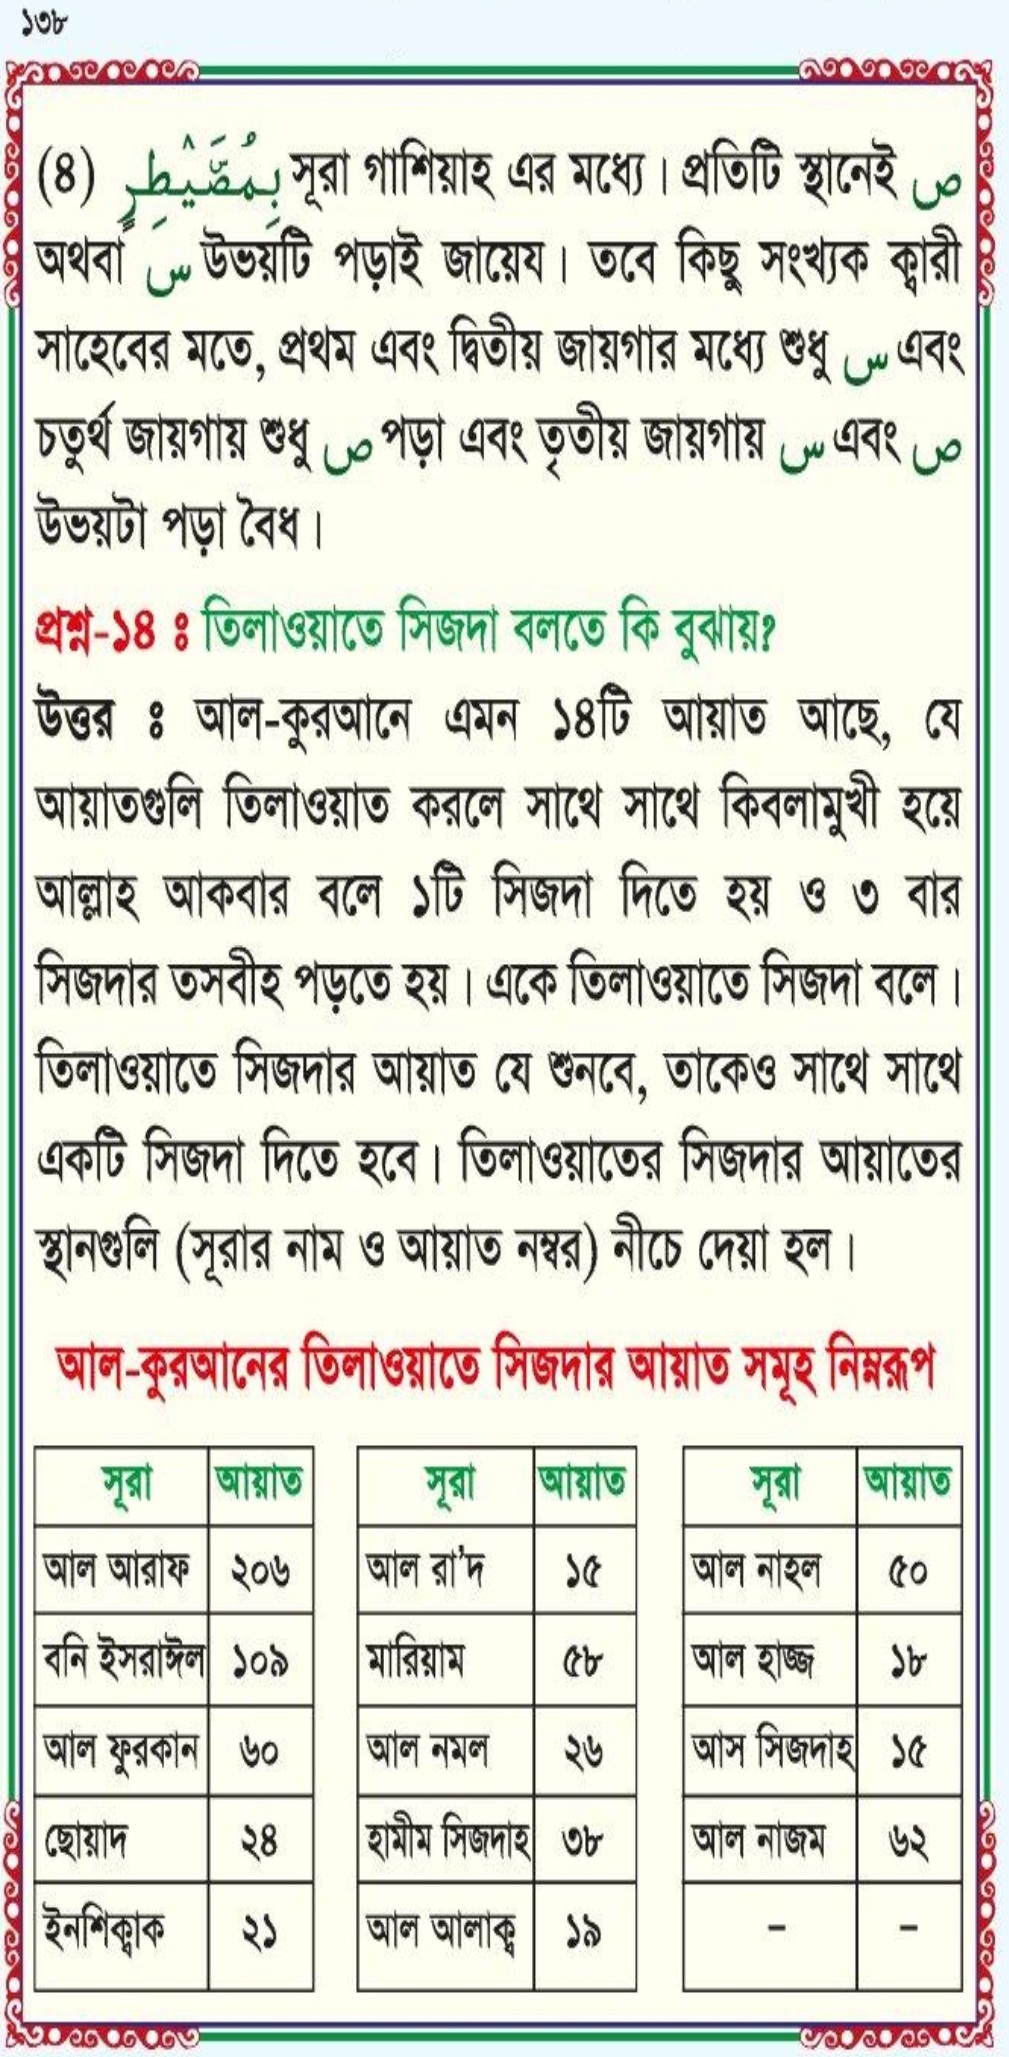 ১৩৮
(৪) بِمُصَۜيْطِرٍ সূরা গাশিয়াহ এর মধ্যে। প্রতিটি স্থানেই ص
অথবা س উভয়টি পড়াই জায়েয। তবে কিছু সংখ্যক ক্বারী
সাহেবের মতে, প্রথম এবং দ্বিতীয় জায়গার মধ্যে শুধু س এবং
চতুর্থ জায়গায় শুধু ص পড়া এবং তৃতীয় জায়গায় س এবং ص
উভয়টা পড়া বৈধ।
প্রশ্ন-১৪ ঃ তিলাওয়াতে সিজদা বলতে কি বুঝায়?
উত্তর ঃ আল-কুরআনে এমন ১৪টি আয়াত আছে, যে
আয়াতগুলি তিলাওয়াত করলে সাথে সাথে কিবলামুখী হয়ে
আল্লাহ আকবার বলে ১টি সিজদা দিতে হয় ও ৩ বার
সিজদার তসবীহ পড়তে হয়। একে তিলাওয়াতে সিজদা বলে।
তিলাওয়াতে সিজদার আয়াত যে শুনবে, তাকেও সাথে সাথে
একটি সিজদা দিতে হবে। তিলাওয়াতের সিজদার আয়াতের
স্থানগুলি (সূরার নাম ও আয়াত নম্বর) নীচে দেয়া হল।
আল-কুরআনের তিলাওয়াতে সিজদার আয়াত সমূহ নিম্নরূপ
সূরা আয়াত সূরা আয়াত সূরা আয়াত
আল আরাফ ২০৬ আল রা'দ ১৫ আল নাহল ৫০
বনি ইসরাঈল ১০৯ মারিয়াম ৫৮ আল হাজ্জ ১৮
আল ফুরকান ৬০ আল নমল ২৬ আস সিজদাহ ১৫
ছোয়াদ ২৪ হামীম সিজদাহ ৩৮ আল নাজম ৬২
ইনশিক্বাক ২১ আল আলাক্ব ১৯ - -